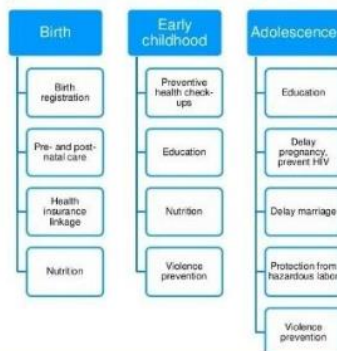 Birth
Birth
registration
Pre- and post-
natal care
Health
insurance
linkage
Nutrition
Early
childhood
Preventive
health check-
ups
Education
Nutrition
Violence
prevention
Adolescence
Education
Delay
pregnancy,
prevent HIV
Delay marriage
Protection from
hazardous labor
Violence
prevention